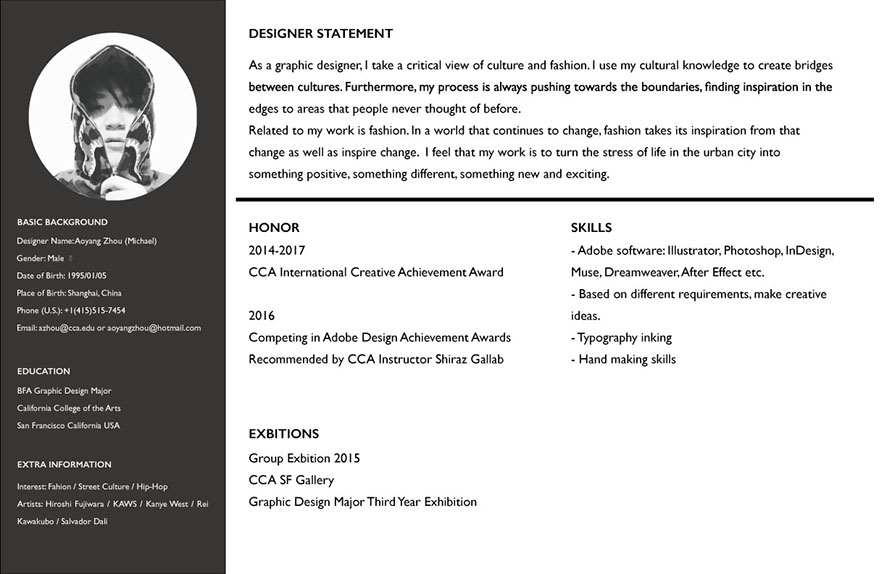 BASIC BACKGROUND
Designer Name: Aoyang Zhou (Michael)
Gender: Male
Date of Birth: 1995/01/05
Place of Birth: Shanghai, China
Phone (U.S.): +1(415)515-7454
Email: azhou@cca.edu or aoyangzhou@hotmail.com
EDUCATION
BFA Graphic Design Major
California College of the Arts
San Francisco California USA
EXTRA INFORMATION
Interest: Fahion / Street Culture / Hip-Hop
Artists: Hiroshi Fujiwara / KAWS / Kanye West / Rei
Kawakubo / Salvador Dali
DESIGNER STATEMENT
As a graphic designer, I take a critical view of culture and fashion. I use my cultural knowledge to create bridges
between cultures. Furthermore, my process is always pushing towards the boundaries, finding inspiration in the
edges to areas that people never thought of before.
Related to my work is fashion. In a world that continues to change, fashion takes its inspiration from that
change as well as inspire change. I feel that my work is to turn the stress of life in the urban city into
something positive, something different, something new and exciting.
HONOR
2014-2017
CCA International Creative Achievement Award
2016
Competing in Adobe Design Achievement Awards
Recommended by CCA Instructor Shiraz Gallab
EXBITIONS
Group Exbition 2015
CCA SF Gallery
Graphic Design Major Third Year Exhibition
SKILLS
- Adobe software: Illustrator, Photoshop, InDesign,
Muse, Dreamweaver, After Effect etc.
- Based on different requirements, make creative
ideas.
- Typography inking
- Hand making skills